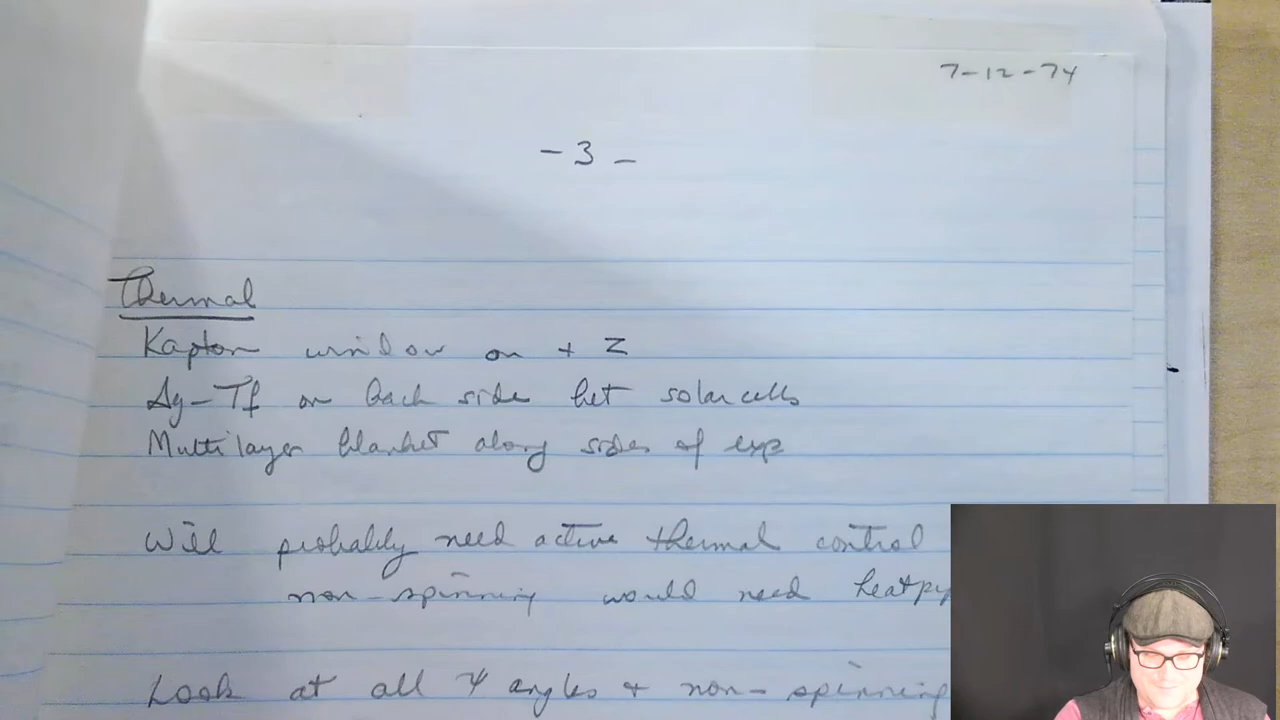 7-12-74
- 3 -
Thermal
Kapton window on + Z
Ag-Tf on back side bet solar cells
Multilayer blanket along sides of exp
Will probably need active thermal control
non-spinning would need
Look at all 4 angles + non-spinning